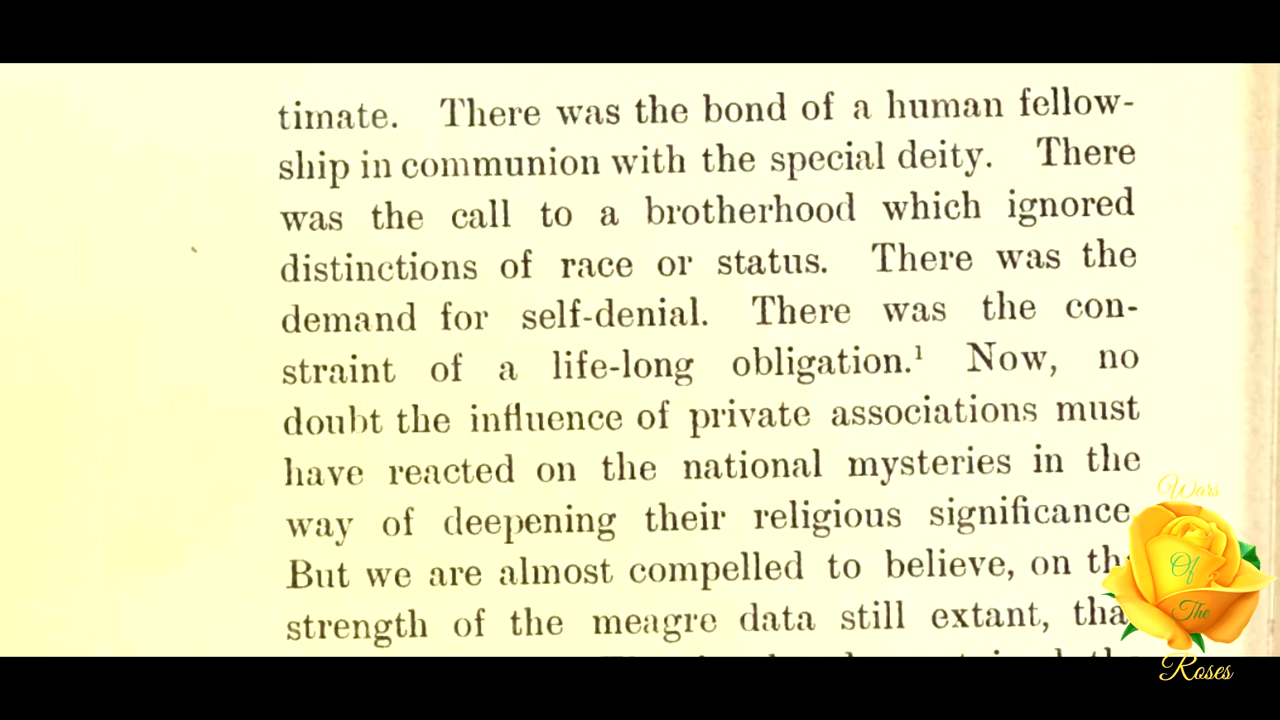 timate. There was the bond of a human fellow-
ship in communion with the special deity. There
was the call to a brotherhood which ignored
distinctions of race or status. There was the
demand for self-denial. There was the con-
straint of a life-long obligation.¹ Now, no
doubt the influence of private associations must
have reacted on the national mysteries in the
way of deepening their religious significance
But we are almost compelled to believe, on
strength of the meagre data still extant,
Wars
Of
The
Roses